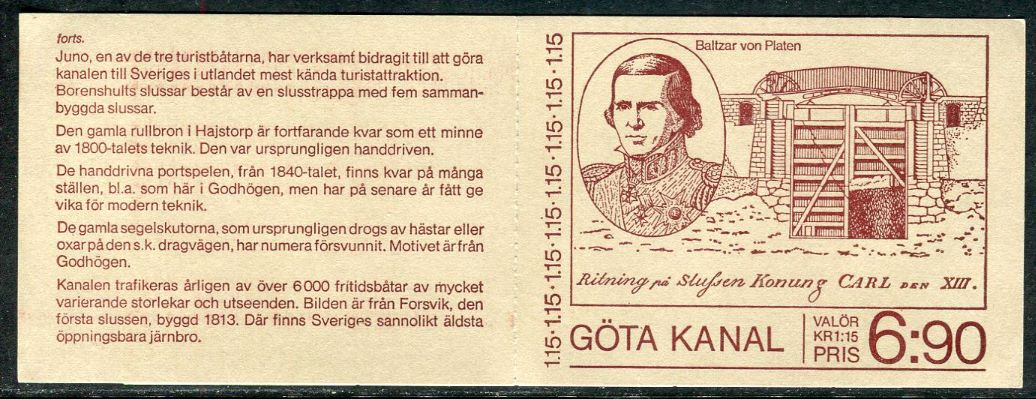 forts.
Juno, en av de tre turistbåtarna, har verksamt bidragit till att göra
kanalen till Sveriges i utlandet mest kända turistattraktion.
Borenshults slussar består av en slusstrappa med fem samman-
byggda slussar.
Den gamla rullbron i Hajstorp är fortfarande kvar som ett minne
av 1800-talets teknik. Den var ursprungligen handdriven.
De handdrivna portspelen, från 1840-talet, finns kvar på många
ställen, bl.a. som här i Godhögen, men har på senare år fått ge
vika för modern teknik.
De gamla segelskutorna, som ursprungligen drogs av hästar eller
oxar på den s.k. dragvägen, har numera försvunnit. Motivet är från
Godhögen.
Kanalen trafikeras årligen av över 6000 fritidsbåtar av mycket
varierande storlekar och utseenden. Bilden är från Forsvik, den
första slussen, byggd 1813. Där finns Sveriges sannolikt äldsta
öppningsbara järnbro.
1.15·1.15·1.15·1.15·1.15·1.15·1.15
Baltzar von Platen
Ritning på Slussen Konung CARL DEN XIII.
GÖTA KANAL
VALÖR
KR 1:15
PRIS
6:90